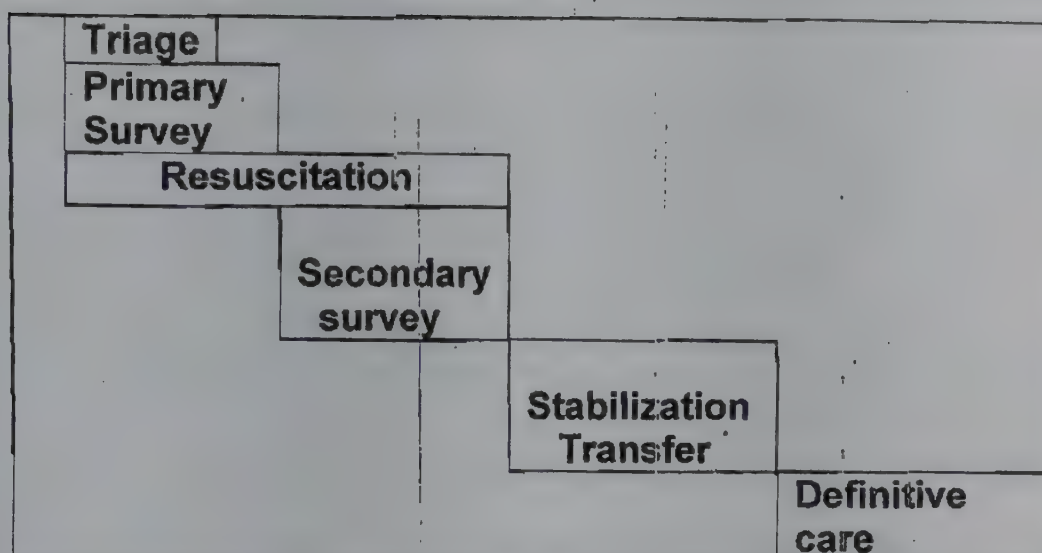 Triage
Primary
Survey
Resuscitation
Secondary
survey
Stabilization
Transfer
Definitive
care